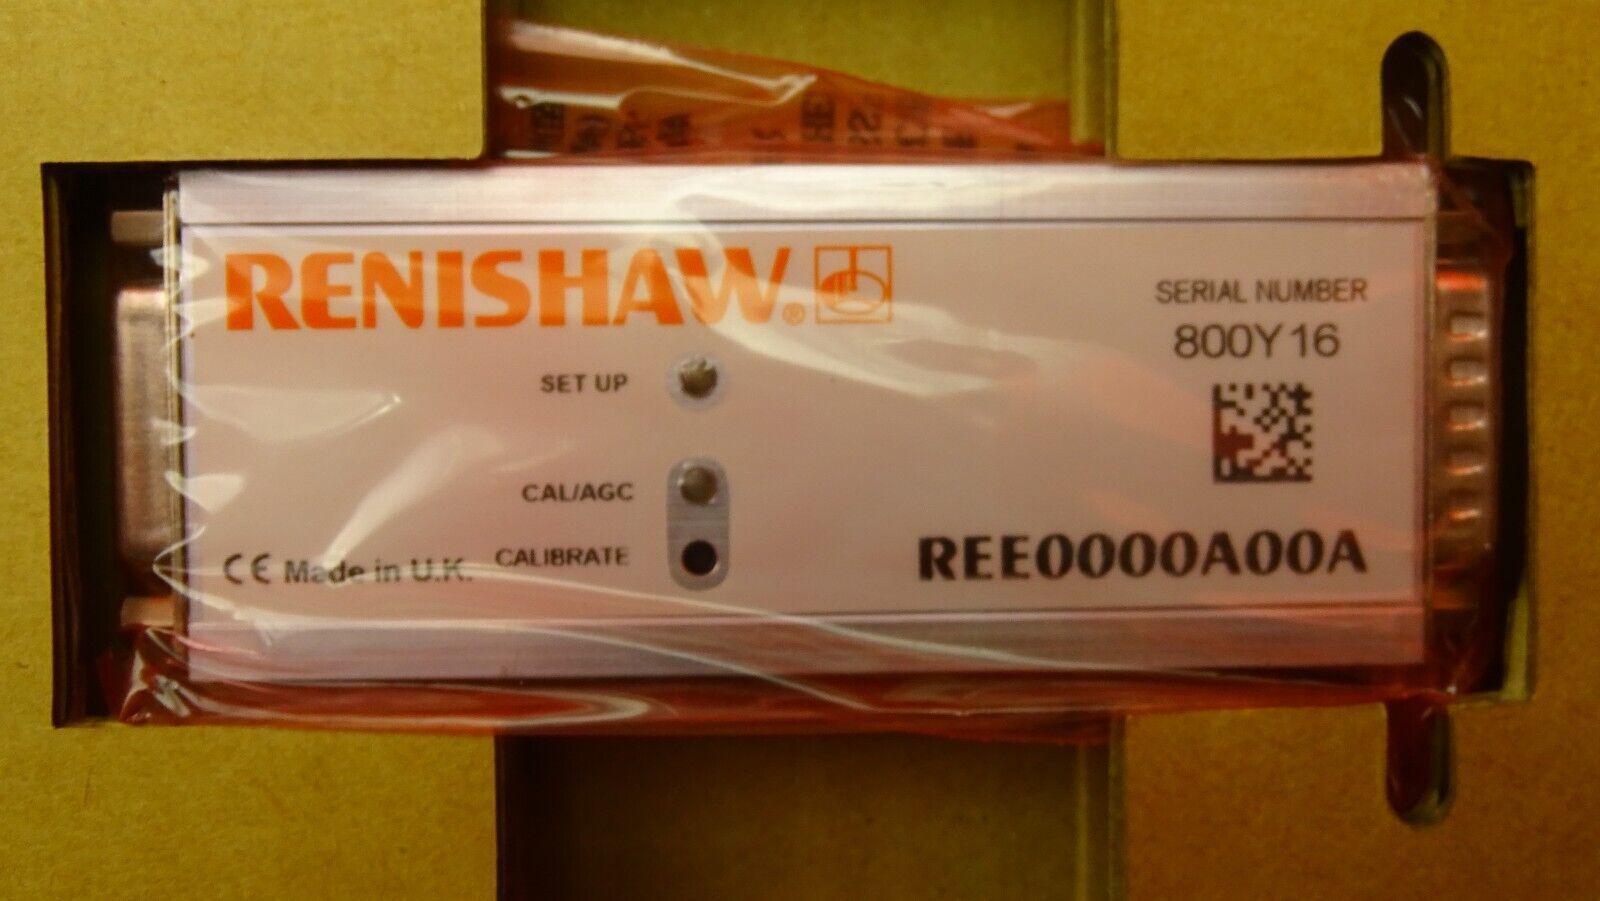 RENISHAW®
SERIAL NUMBER
800Y16
SET UP
CAL/AGC
CALIBRATE
CE Made in U.K.
REE0000A00A